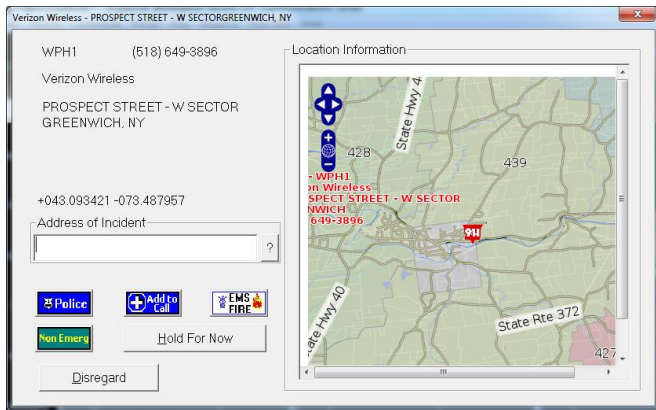 Verizon Wireless - PROSPECT STREET - W SECTORGREENWICH, NY
WPH1 (518) 649-3896
Verizon Wireless
PROSPECT STREET - W SECTOR
GREENWICH, NY
+043.093421 -073.487957
Address of Incident
?
Police
Add to
Call
EMS
FIRE
Non Emerg
Hold For Now
Disregard
Location Information
State Hwy 4
428
439
- WPH1
on Wireless
SPECT STREET - W SECTOR
NWICH
649-3896
911
State Hwy 40
State Rte 372
427